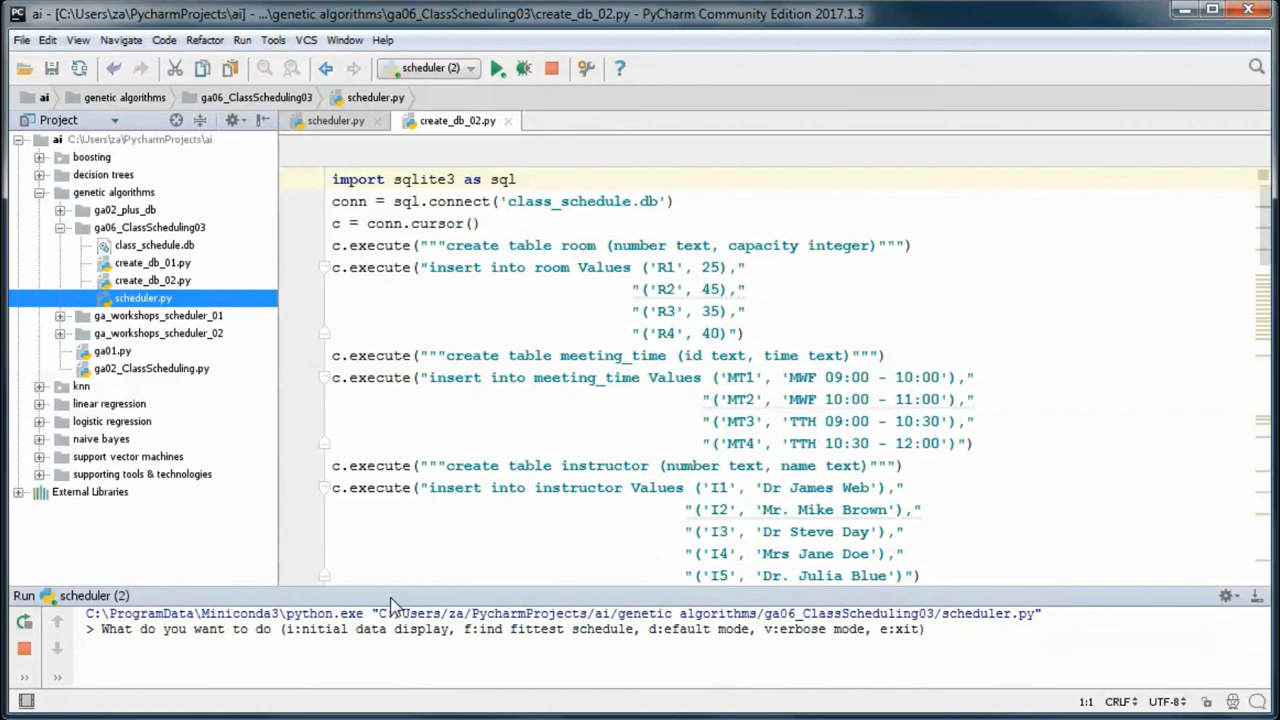 PC ai - [C:\Users\za\PycharmProjects\ai] - ...\genetic algorithms\ga06_ClassScheduling03\create_db_02.py - PyCharm Community Edition 2017.1.3
File Edit View Navigate Code Refactor Run Tools VCS Window Help
scheduler (2)
ai genetic algorithms ga06_ClassScheduling03 scheduler.py
Project
scheduler.py create_db_02.py
ai C:\Users\za\PycharmProjects\ai
boosting
decision trees
genetic algorithms
ga02_plus_db
ga06_ClassScheduling03
class_schedule.db
create_db_01.py
create_db_02.py
scheduler.py
ga_workshops_scheduler_01
ga_workshops_scheduler_02
ga01.py
ga02_ClassScheduling.py
knn
linear regression
logistic regression
naive bayes
support vector machines
supporting tools & technologies
External Libraries
import sqlite3 as sql
conn = sql.connect('class_schedule.db')
c = conn.cursor()
c.execute("""create table room (number text, capacity integer)""")
c.execute("insert into room Values ('R1', 25),"
"('R2', 45),"
"('R3', 35),"
"('R4', 40)")
c.execute("""create table meeting_time (id text, time text)""")
c.execute("insert into meeting_time Values ('MT1', 'MWF 09:00 - 10:00'),"
"('MT2', 'MWF 10:00 - 11:00'),"
"('MT3', 'TTH 09:00 - 10:30'),"
"('MT4', 'TTH 10:30 - 12:00')")
c.execute("""create table instructor (number text, name text)""")
c.execute("insert into instructor Values ('I1', 'Dr James Web'),"
"('I2', 'Mr. Mike Brown'),"
"('I3', 'Dr Steve Day'),"
"('I4', 'Mrs Jane Doe'),"
"('I5', 'Dr. Julia Blue')")
Run scheduler (2)
C:\ProgramData\Miniconda3\python.exe "C:/Users/za/PycharmProjects/ai/genetic algorithms/ga06_ClassScheduling03/scheduler.py"
> What do you want to do (i:nitial data display, f:ind fittest schedule, d:efault mode, v:erbose mode, e:xit)
1:1 CRLF UTF-8